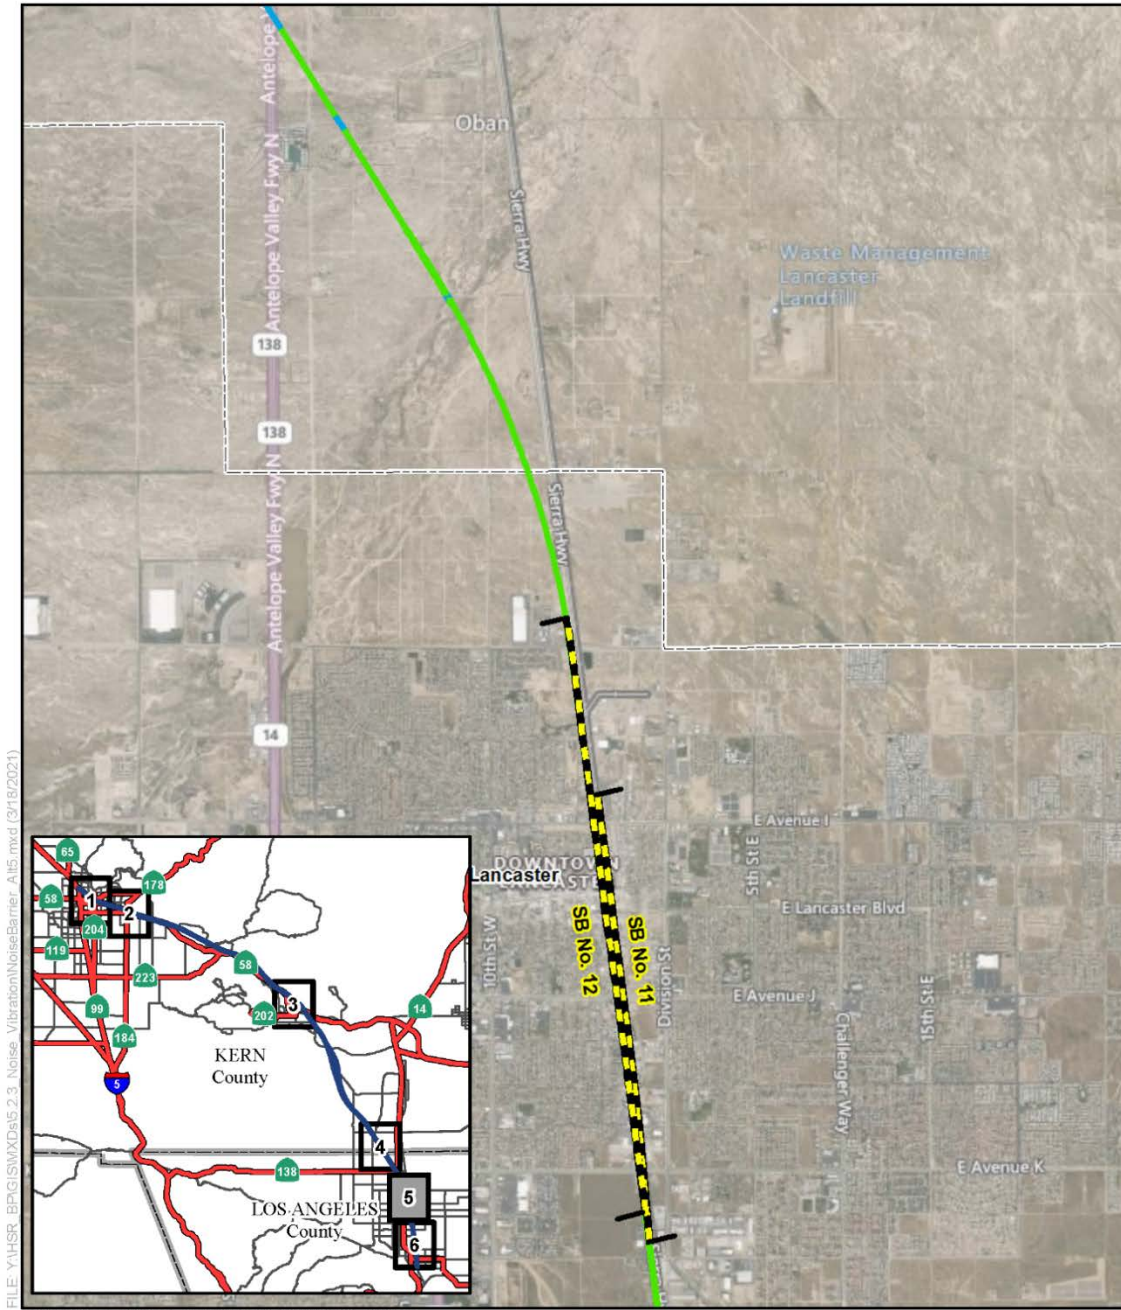 Antelope
Oban
Antelope Valley Fwy N
Sierra Hwy
Waste Management
Lancaster
Landfill
138
138
Antelope Valley Fwy N
Sierra Hwy
14
E Avenue I
5th St E
DOWNTOWN
LANCASTER
Lancaster
E Lancaster Blvd
10th St W
SB No. 12
SB No. 11
Division St
E Avenue J
15th St E
Challenger Way
E Avenue K
65
178
58
1
2
204
119
58
223
3
202
14
99
184
KERN
County
5
4
138
5
LOS ANGELES
County
6
FILE: Y:\HSR_BP\GIS\MXDs\5.2.3_Noise_Vibration\NoiseBarrier_Alt5.mxd (3/18/2021)